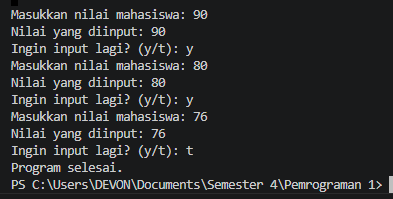 Masukkan nilai mahasiswa: 90
Nilai yang diinput: 90
Ingin input lagi? (y/t): y
Masukkan nilai mahasiswa: 80
Nilai yang diinput: 80
Ingin input lagi? (y/t): y
Masukkan nilai mahasiswa: 76
Nilai yang diinput: 76
Ingin input lagi? (y/t): t
Program selesai.
PS C:\Users\DEVON\Documents\Semester 4\Pemrograman 1>